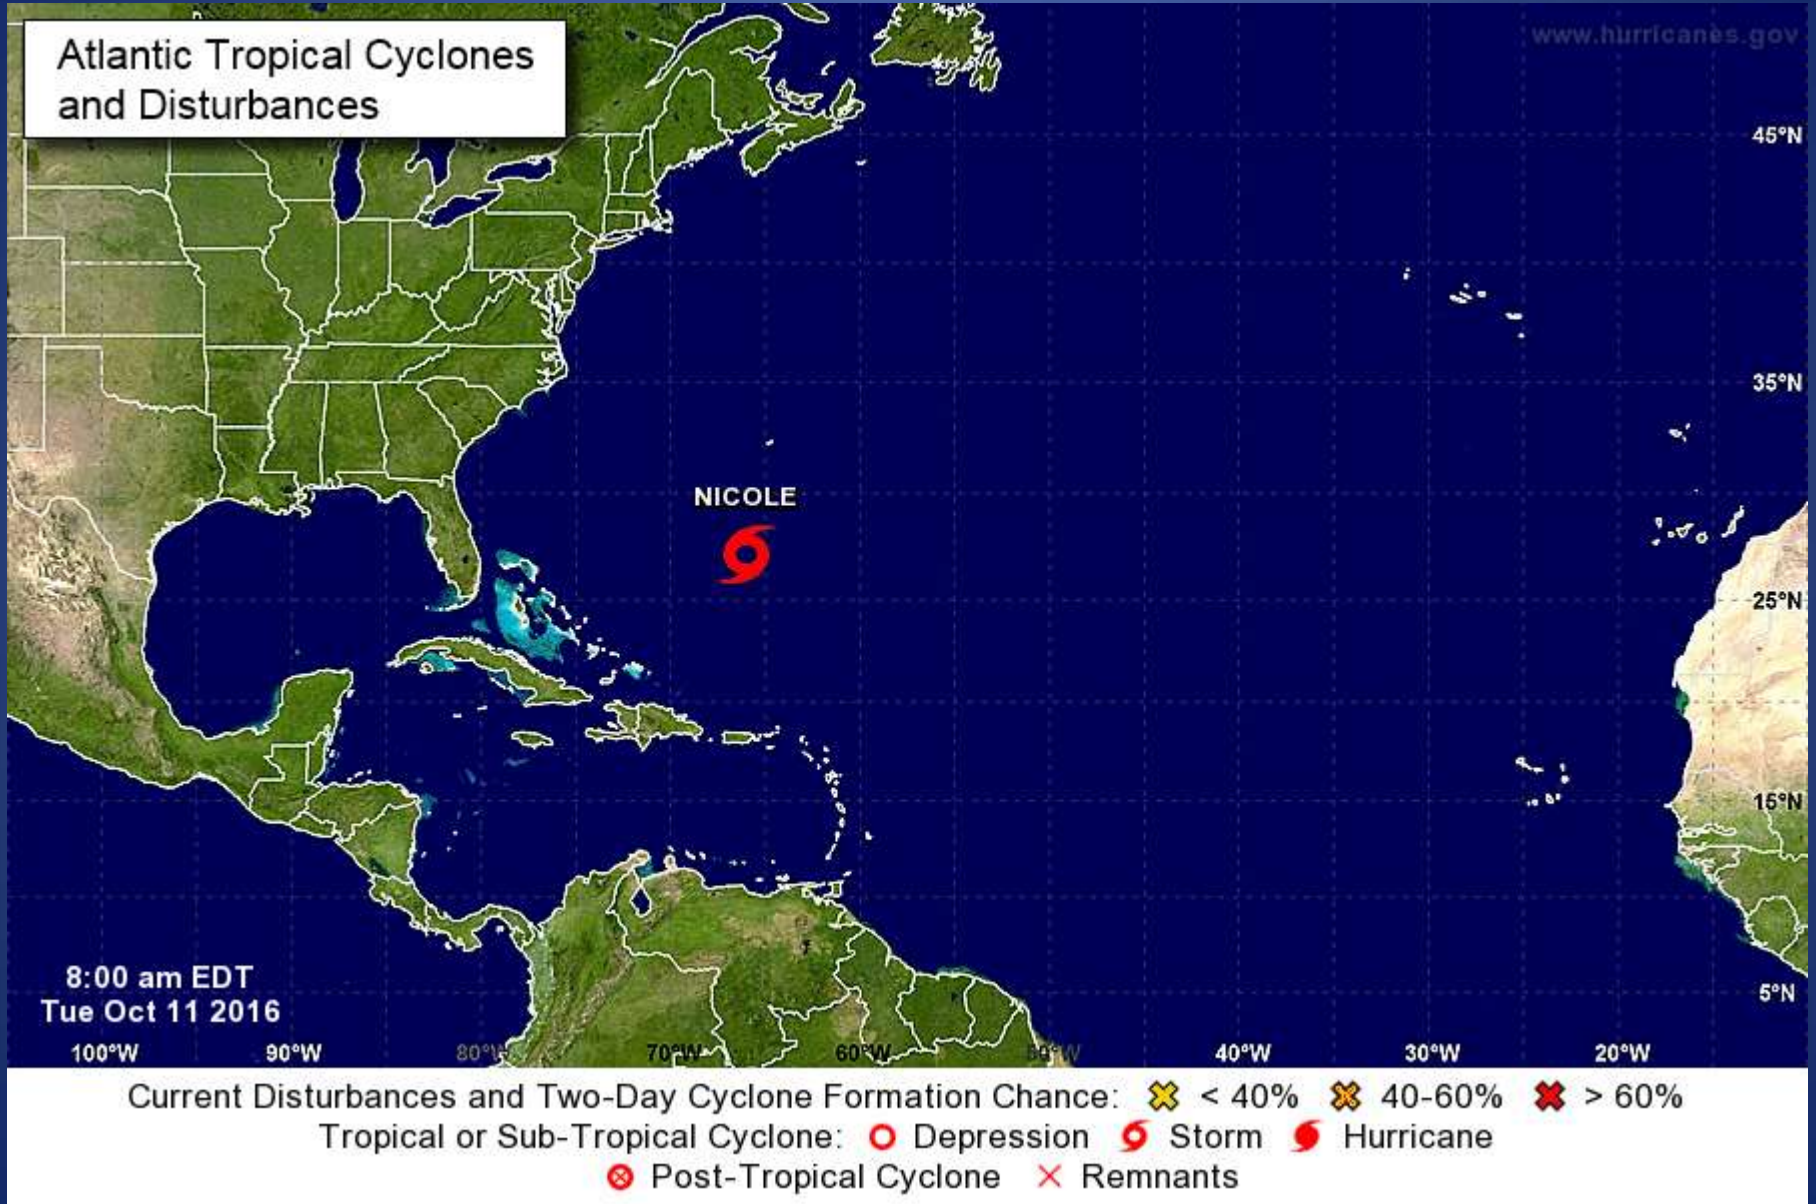 Atlantic Tropical Cyclones
and Disturbances
www.hurricanes.gov
45°N
35°N
NICOLE
25°N
15°N
8:00 am EDT
Tue Oct 11 2016
5°N
100°W 90°W 80°W 70°W 60°W 50°W 40°W 30°W 20°W
Current Disturbances and Two-Day Cyclone Formation Chance: < 40% 40-60% > 60%
Tropical or Sub-Tropical Cyclone: Depression Storm Hurricane
Post-Tropical Cyclone Remnants